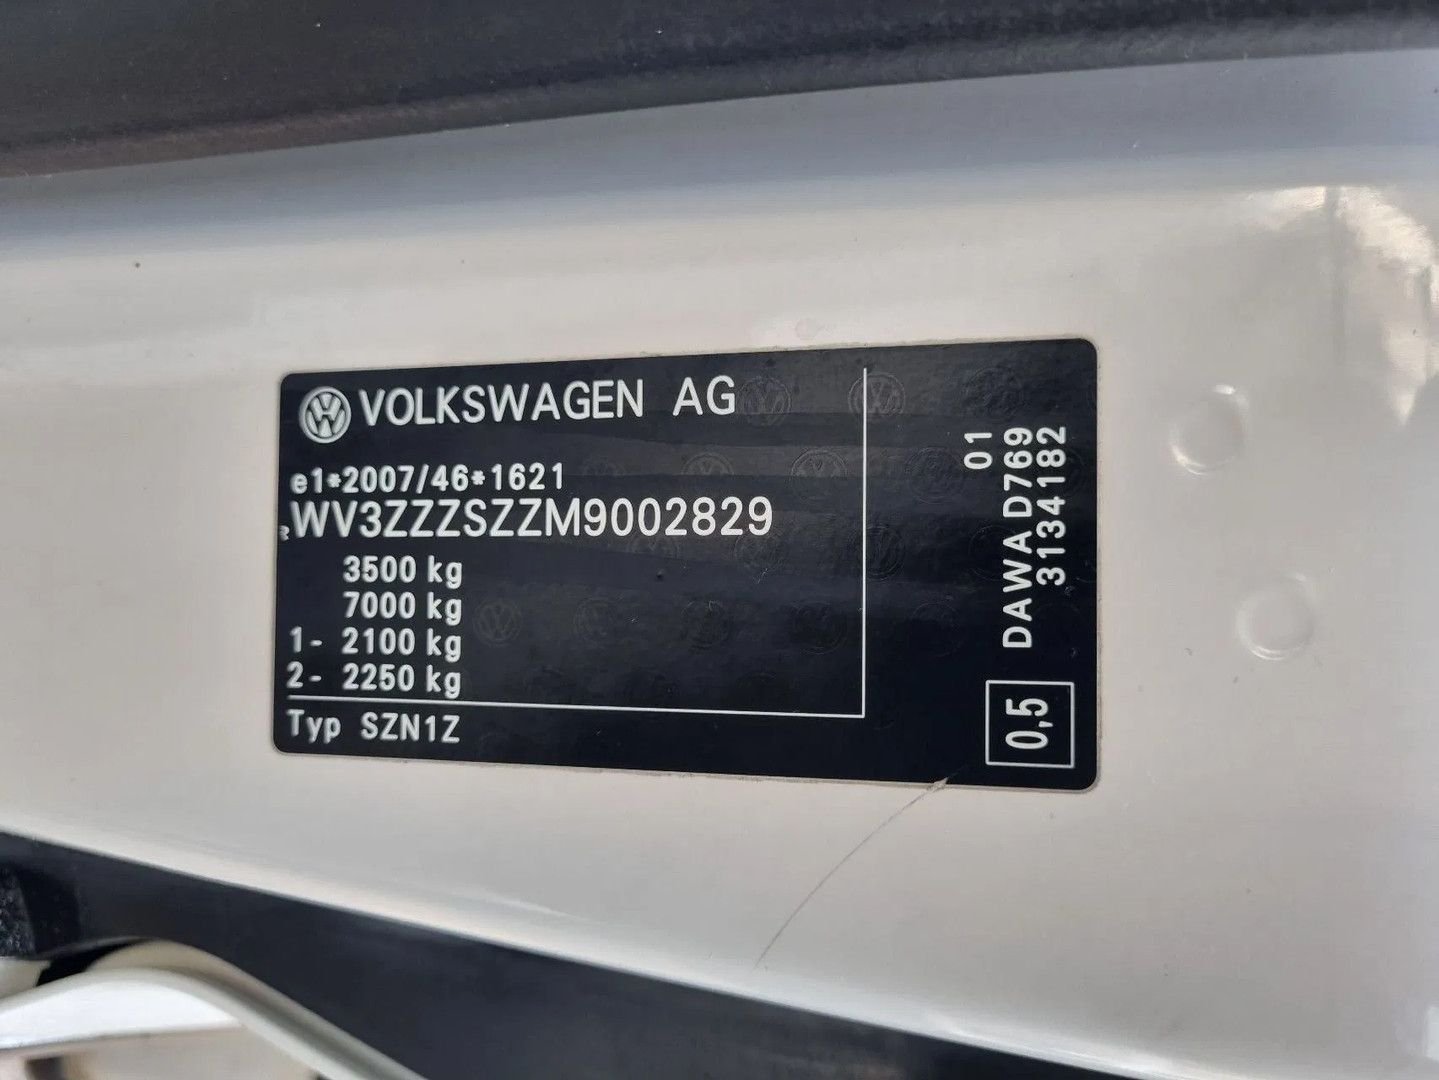 VOLKSWAGEN AG
e1*2007/46*1621
WV3ZZZSZZM9002829
3500 kg
7000 kg
1- 2100 kg
2- 2250 kg
Typ SZN1Z
01
DAWA D769
3134182
0,5